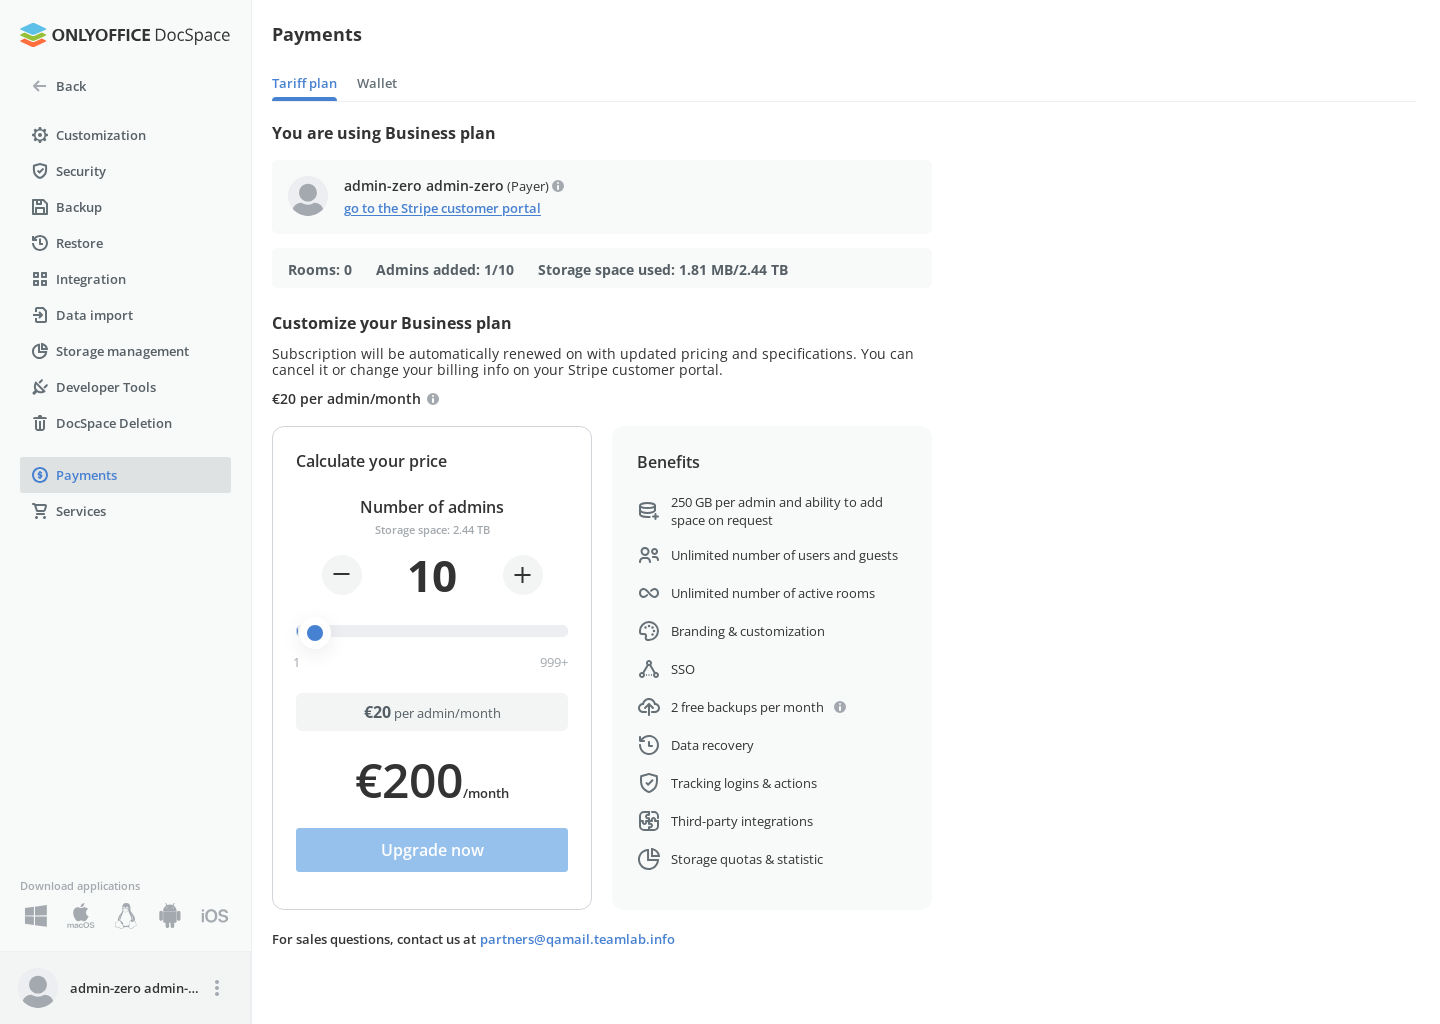 ONLYOFFICE DocSpace
Back
Customization
Security
Backup
Restore
Integration
Data import
Storage management
Developer Tools
DocSpace Deletion
Payments
Services
Download applications
macOS
iOS
admin-zero admin-...
Payments
Tariff plan
Wallet
You are using Business plan
admin-zero admin-zero (Payer)
go to the Stripe customer portal
Rooms: 0 Admins added: 1/10 Storage space used: 1.81 MB/2.44 TB
Customize your Business plan
Subscription will be automatically renewed on with updated pricing and specifications. You can
cancel it or change your billing info on your Stripe customer portal.
€20 per admin/month
Calculate your price
Number of admins
Storage space: 2.44 TB
10
1
999+
€20 per admin/month
€200/month
Upgrade now
Benefits
250 GB per admin and ability to add
space on request
Unlimited number of users and guests
Unlimited number of active rooms
Branding & customization
SSO
2 free backups per month
Data recovery
Tracking logins & actions
Third-party integrations
Storage quotas & statistic
For sales questions, contact us at partners@qamail.teamlab.info